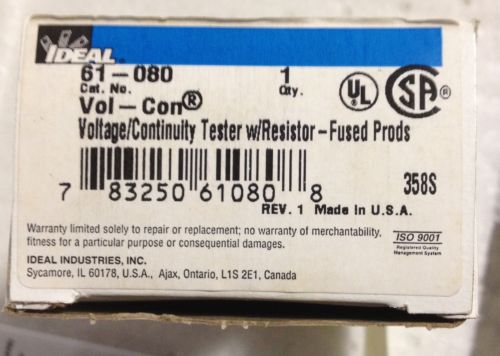 IDEAL
61-080 1
Cat. No. Qty.
UL
SA ®
Vol-Con®
Voltage/Continuity Tester w/Resistor-Fused Prods
7 83250 61080 8
358S
REV. 1 Made In U.S.A.
Warranty limited solely to repair or replacement; no warranty of merchantability,
fitness for a particular purpose or consequential damages.
IDEAL INDUSTRIES, INC.
Sycamore, IL 60178, U.S.A., Ajax, Ontario, L1S 2E1, Canada
ISO 9001
Registered Quality
Management System